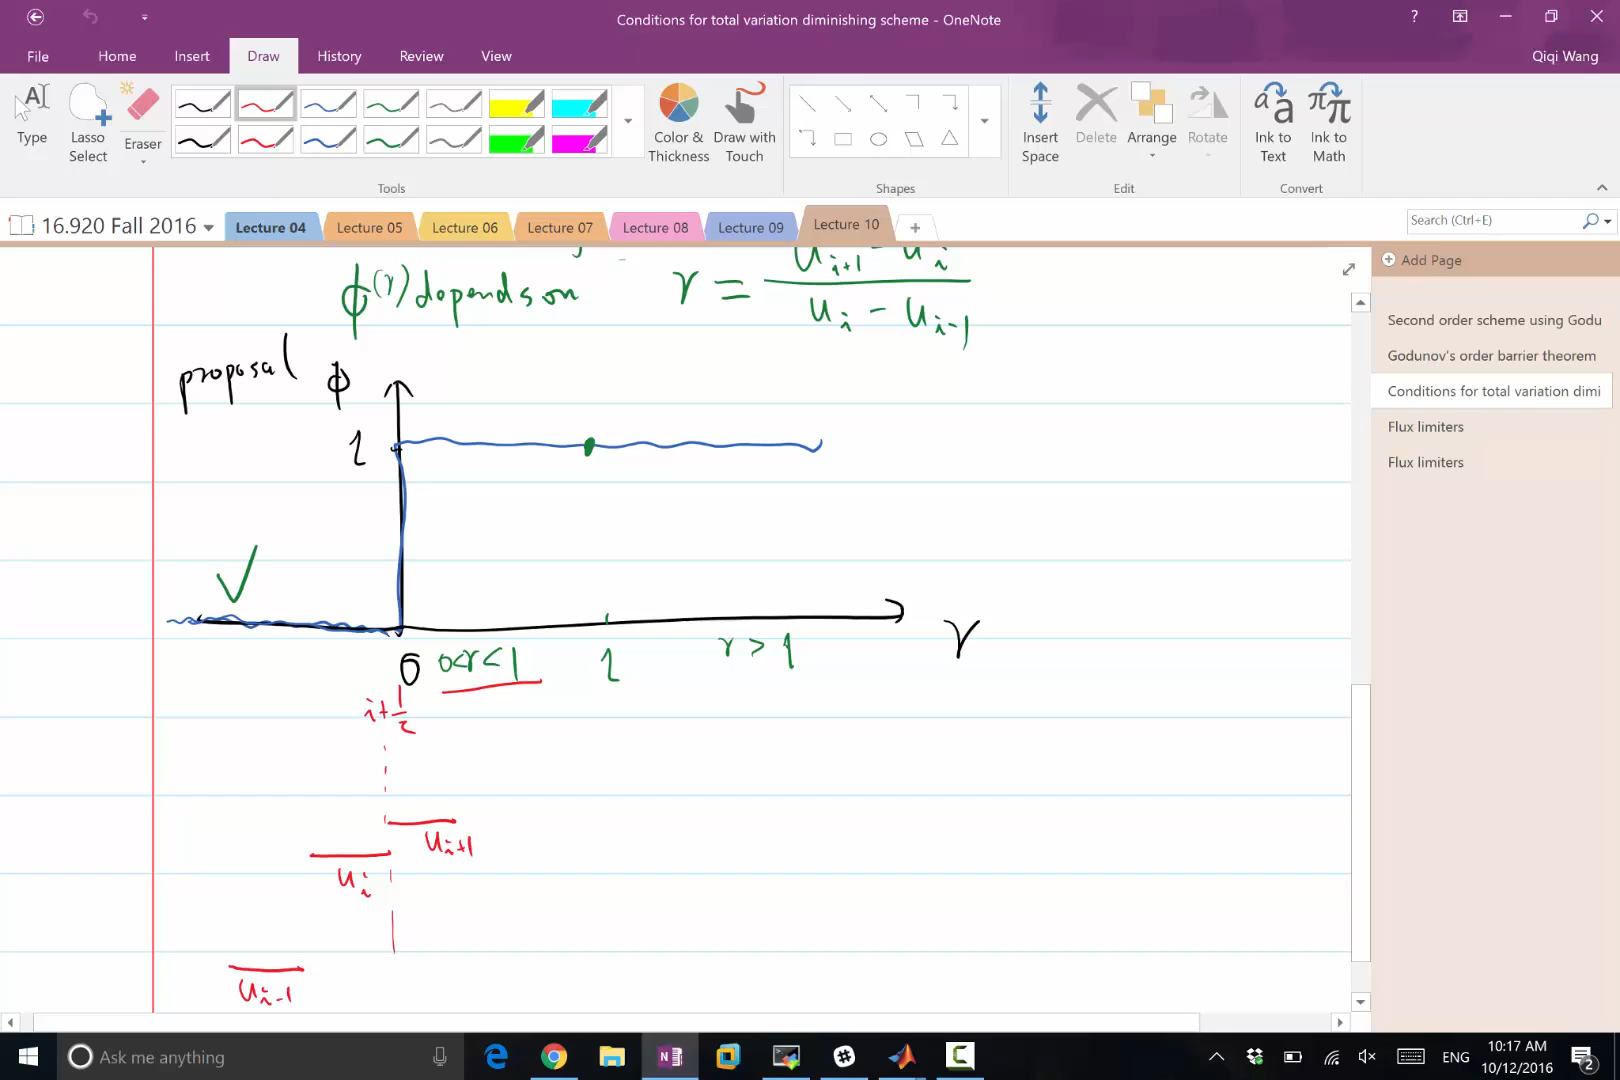 Conditions for total variation diminishing scheme - OneNote
?
File Home Insert Draw History Review View
Qiqi Wang
Type
Lasso Select
Eraser
Color & Thickness
Draw with Touch
Insert Space
Delete
Arrange
Rotate
Ink to Text
Ink to Math
Tools
Shapes
Edit
Convert
16.920 Fall 2016
Lecture 04 Lecture 05 Lecture 06 Lecture 07 Lecture 08 Lecture 09 Lecture 10 +
Search (Ctrl+E)
Add Page
Second order scheme using Godu
Godunov's order barrier theorem
Conditions for total variation dimi
Flux limiters
Flux limiters
ϕ(r) depends on r = (u_{i+1} - u_i) / (u_i - u_{i-1})
proposal ϕ
1
0 0<r<1 1 r > 1 r
i+1/2
u_{i+1}
u_i
u_{i-1}
Ask me anything
ENG
10:17 AM
10/12/2016
2